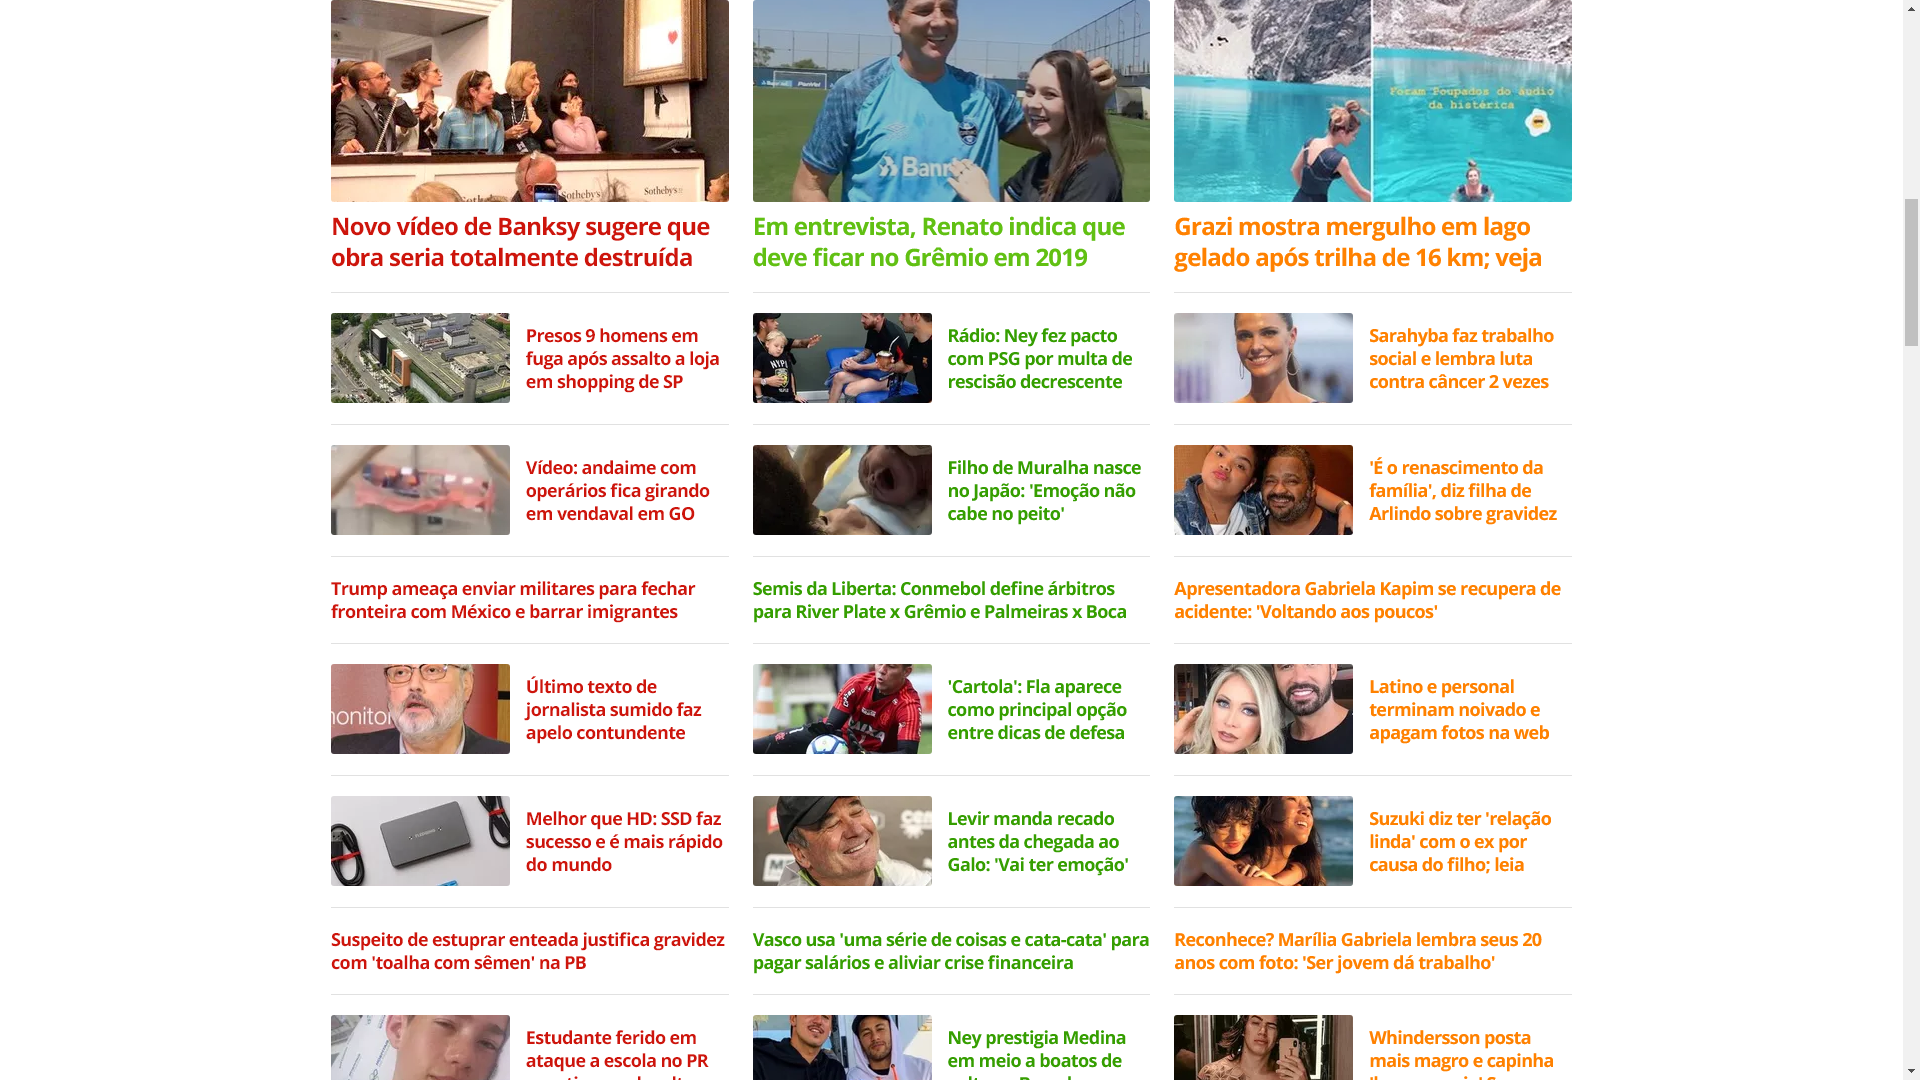 Sotheby's
Sotheby's
Foram Poupados do áudio
da histérica
Novo vídeo de Banksy sugere que
obra seria totalmente destruída
Em entrevista, Renato indica que
deve ficar no Grêmio em 2019
Grazi mostra mergulho em lago
gelado após trilha de 16 km; veja
Presos 9 homens em
fuga após assalto a loja
em shopping de SP
Rádio: Ney fez pacto
com PSG por multa de
rescisão decrescente
Sarahyba faz trabalho
social e lembra luta
contra câncer 2 vezes
Vídeo: andaime com
operários fica girando
em vendaval em GO
Filho de Muralha nasce
no Japão: 'Emoção não
cabe no peito'
'É o renascimento da
família', diz filha de
Arlindo sobre gravidez
Trump ameaça enviar militares para fechar
fronteira com México e barrar imigrantes
Semis da Liberta: Conmebol define árbitros
para River Plate x Grêmio e Palmeiras x Boca
Apresentadora Gabriela Kapim se recupera de
acidente: 'Voltando aos poucos'
Último texto de
jornalista sumido faz
apelo contundente
'Cartola': Fla aparece
como principal opção
entre dicas de defesa
Latino e personal
terminam noivado e
apagam fotos na web
Melhor que HD: SSD faz
sucesso e é mais rápido
do mundo
Levir manda recado
antes da chegada ao
Galo: 'Vai ter emoção'
Suzuki diz ter 'relação
linda' com o ex por
causa do filho; leia
Suspeito de estuprar enteada justifica gravidez
com 'toalha com sêmen' na PB
Vasco usa 'uma série de coisas e cata-cata' para
pagar salários e aliviar crise financeira
Reconhece? Marília Gabriela lembra seus 20
anos com foto: 'Ser jovem dá trabalho'
Estudante ferido em
ataque a escola no PR
Ney prestigia Medina
em meio a boatos de
Whindersson posta
mais magro e capinha